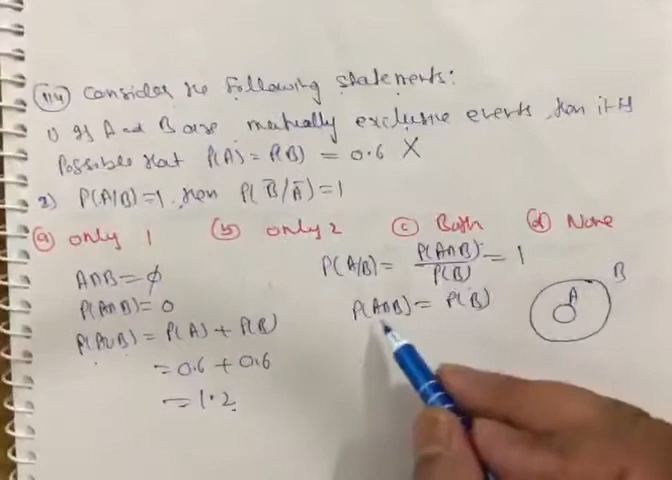 114 Consider the Following statements:
1) If A and B are mutually exclusive events, then it is
Possible that P(A) = P(B) = 0.6 X
2) P(A/B)=1, then P(B̅/A̅)=1
(a) only 1 (b) only 2 (c) Both (d) None
A∩B=ϕ
P(A∩B)=0
P(A∪B) = P(A) + P(B)
= 0.6 + 0.6
= 1.2
P(A/B)= P(A∩B)/P(B) = 1
P(A∩B) = P(B)
A B